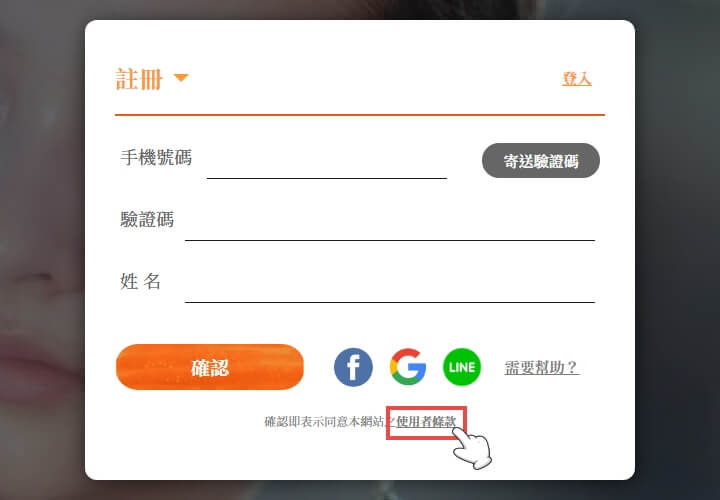 註冊
登入
手機號碼
寄送驗證碼
驗證碼
姓 名
確認
f
G
LINE
需要幫助？
確認即表示同意本網站之使用者條款